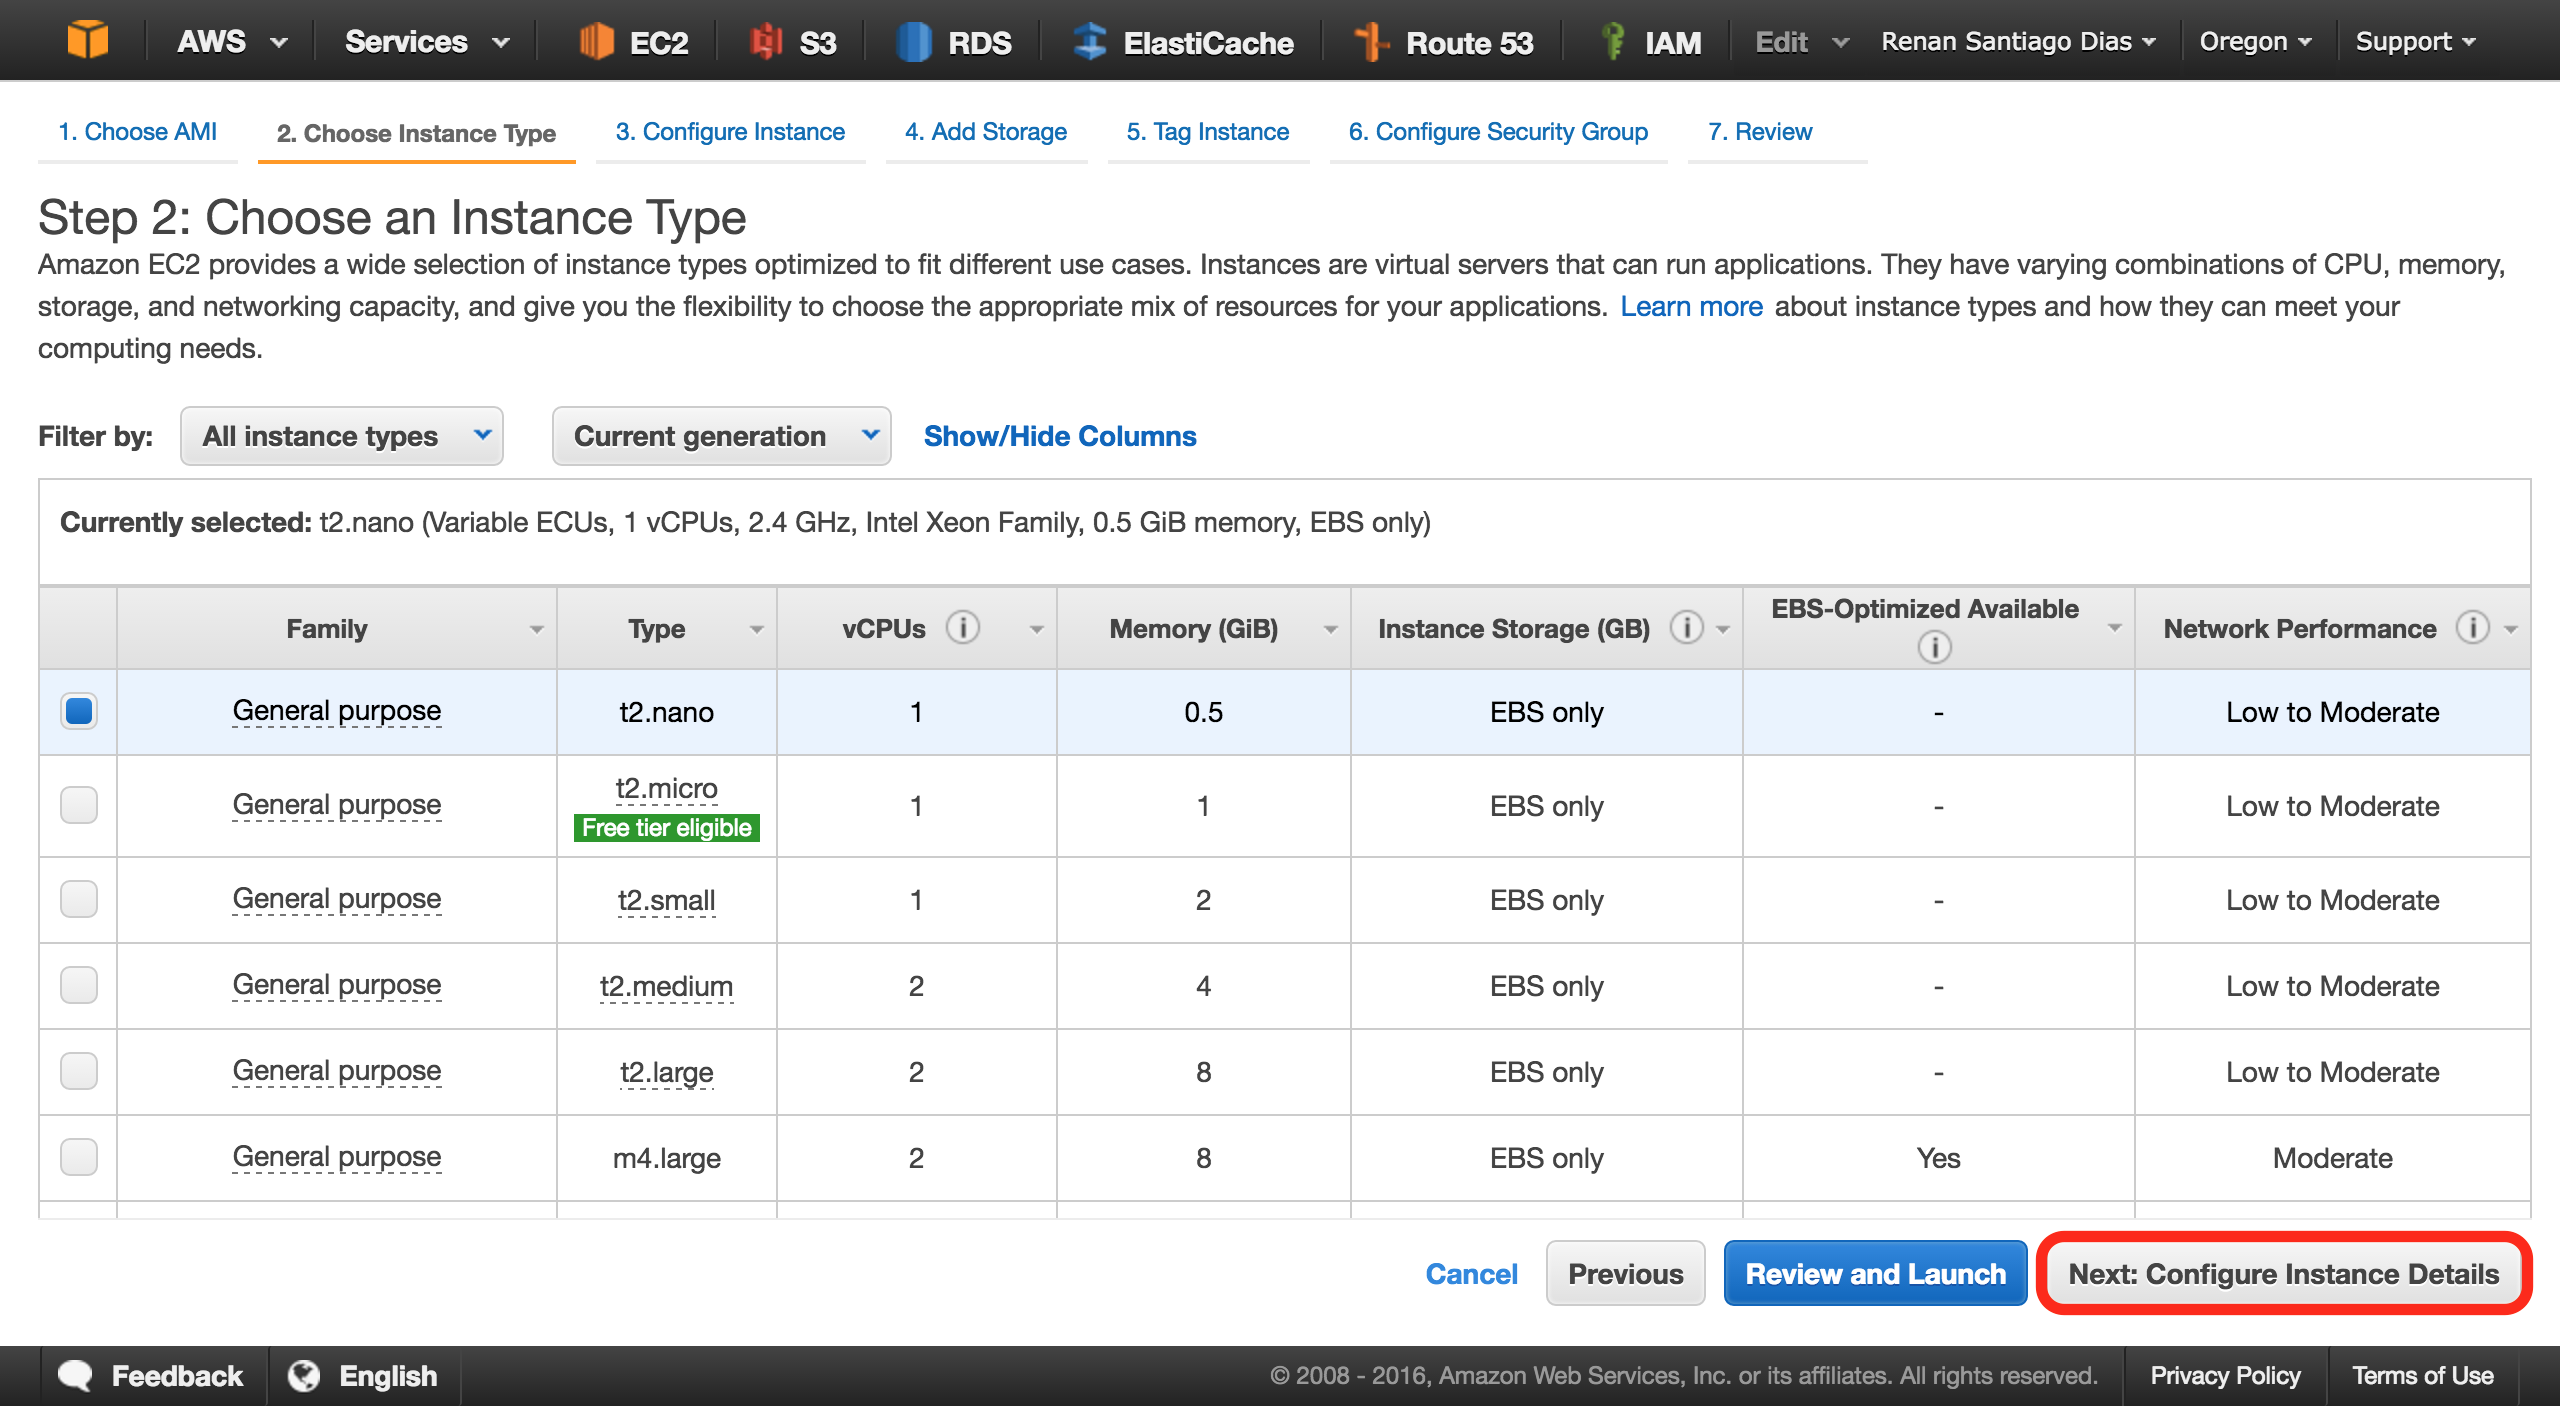 AWS Services EC2 S3 RDS ElastiCache Route 53 IAM Edit Renan Santiago Dias Oregon Support
1. Choose AMI 2. Choose Instance Type 3. Configure Instance 4. Add Storage 5. Tag Instance 6. Configure Security Group 7. Review
Step 2: Choose an Instance Type
Amazon EC2 provides a wide selection of instance types optimized to fit different use cases. Instances are virtual servers that can run applications. They have varying combinations of CPU, memory,
storage, and networking capacity, and give you the flexibility to choose the appropriate mix of resources for your applications. Learn more about instance types and how they can meet your
computing needs.
Filter by: All instance types Current generation Show/Hide Columns
Currently selected: t2.nano (Variable ECUs, 1 vCPUs, 2.4 GHz, Intel Xeon Family, 0.5 GiB memory, EBS only)
Family Type vCPUs i Memory (GiB) Instance Storage (GB) i EBS-Optimized Available i Network Performance i
General purpose t2.nano 1 0.5 EBS only - Low to Moderate
General purpose t2.micro 1 1 EBS only - Low to Moderate
Free tier eligible
General purpose t2.small 1 2 EBS only - Low to Moderate
General purpose t2.medium 2 4 EBS only - Low to Moderate
General purpose t2.large 2 8 EBS only - Low to Moderate
General purpose m4.large 2 8 EBS only Yes Moderate
Cancel Previous Review and Launch Next: Configure Instance Details
Feedback English © 2008 - 2016, Amazon Web Services, Inc. or its affiliates. All rights reserved. Privacy Policy Terms of Use